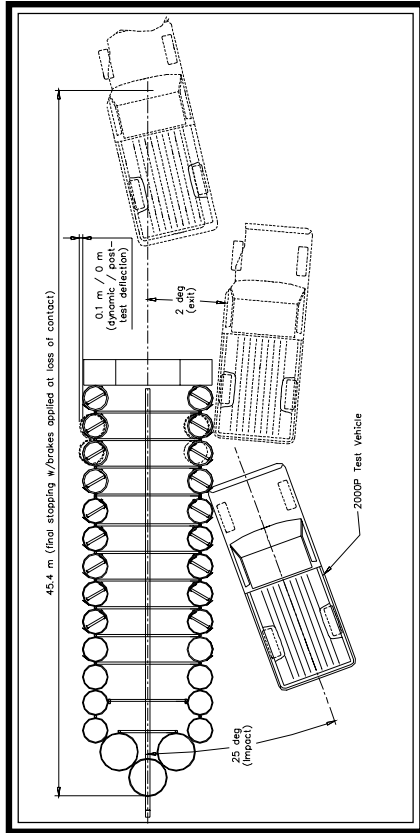 45.4 m (final stopping w/brakes applied at loss of contact)
0.1 m / 0 m
(dynamic / post-
test deflection)
2 deg
(exit)
2000P Test Vehicle
25 deg
(Impact)